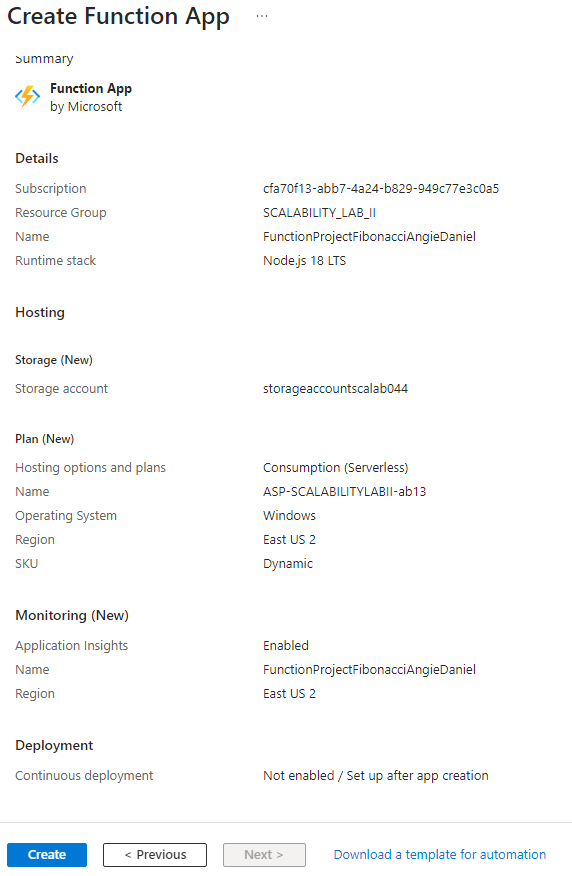 Create Function App ...
Summary
Function App
by Microsoft
Details
Subscription cfa70f13-abb7-4a24-b829-949c77e3c0a5
Resource Group SCALABILITY_LAB_II
Name FunctionProjectFibonacciAngieDaniel
Runtime stack Node.js 18 LTS
Hosting
Storage (New)
Storage account storageaccountscalab044
Plan (New)
Hosting options and plans Consumption (Serverless)
Name ASP-SCALABILITYLABII-ab13
Operating System Windows
Region East US 2
SKU Dynamic
Monitoring (New)
Application Insights Enabled
Name FunctionProjectFibonacciAngieDaniel
Region East US 2
Deployment
Continuous deployment Not enabled / Set up after app creation
Create < Previous Next > Download a template for automation